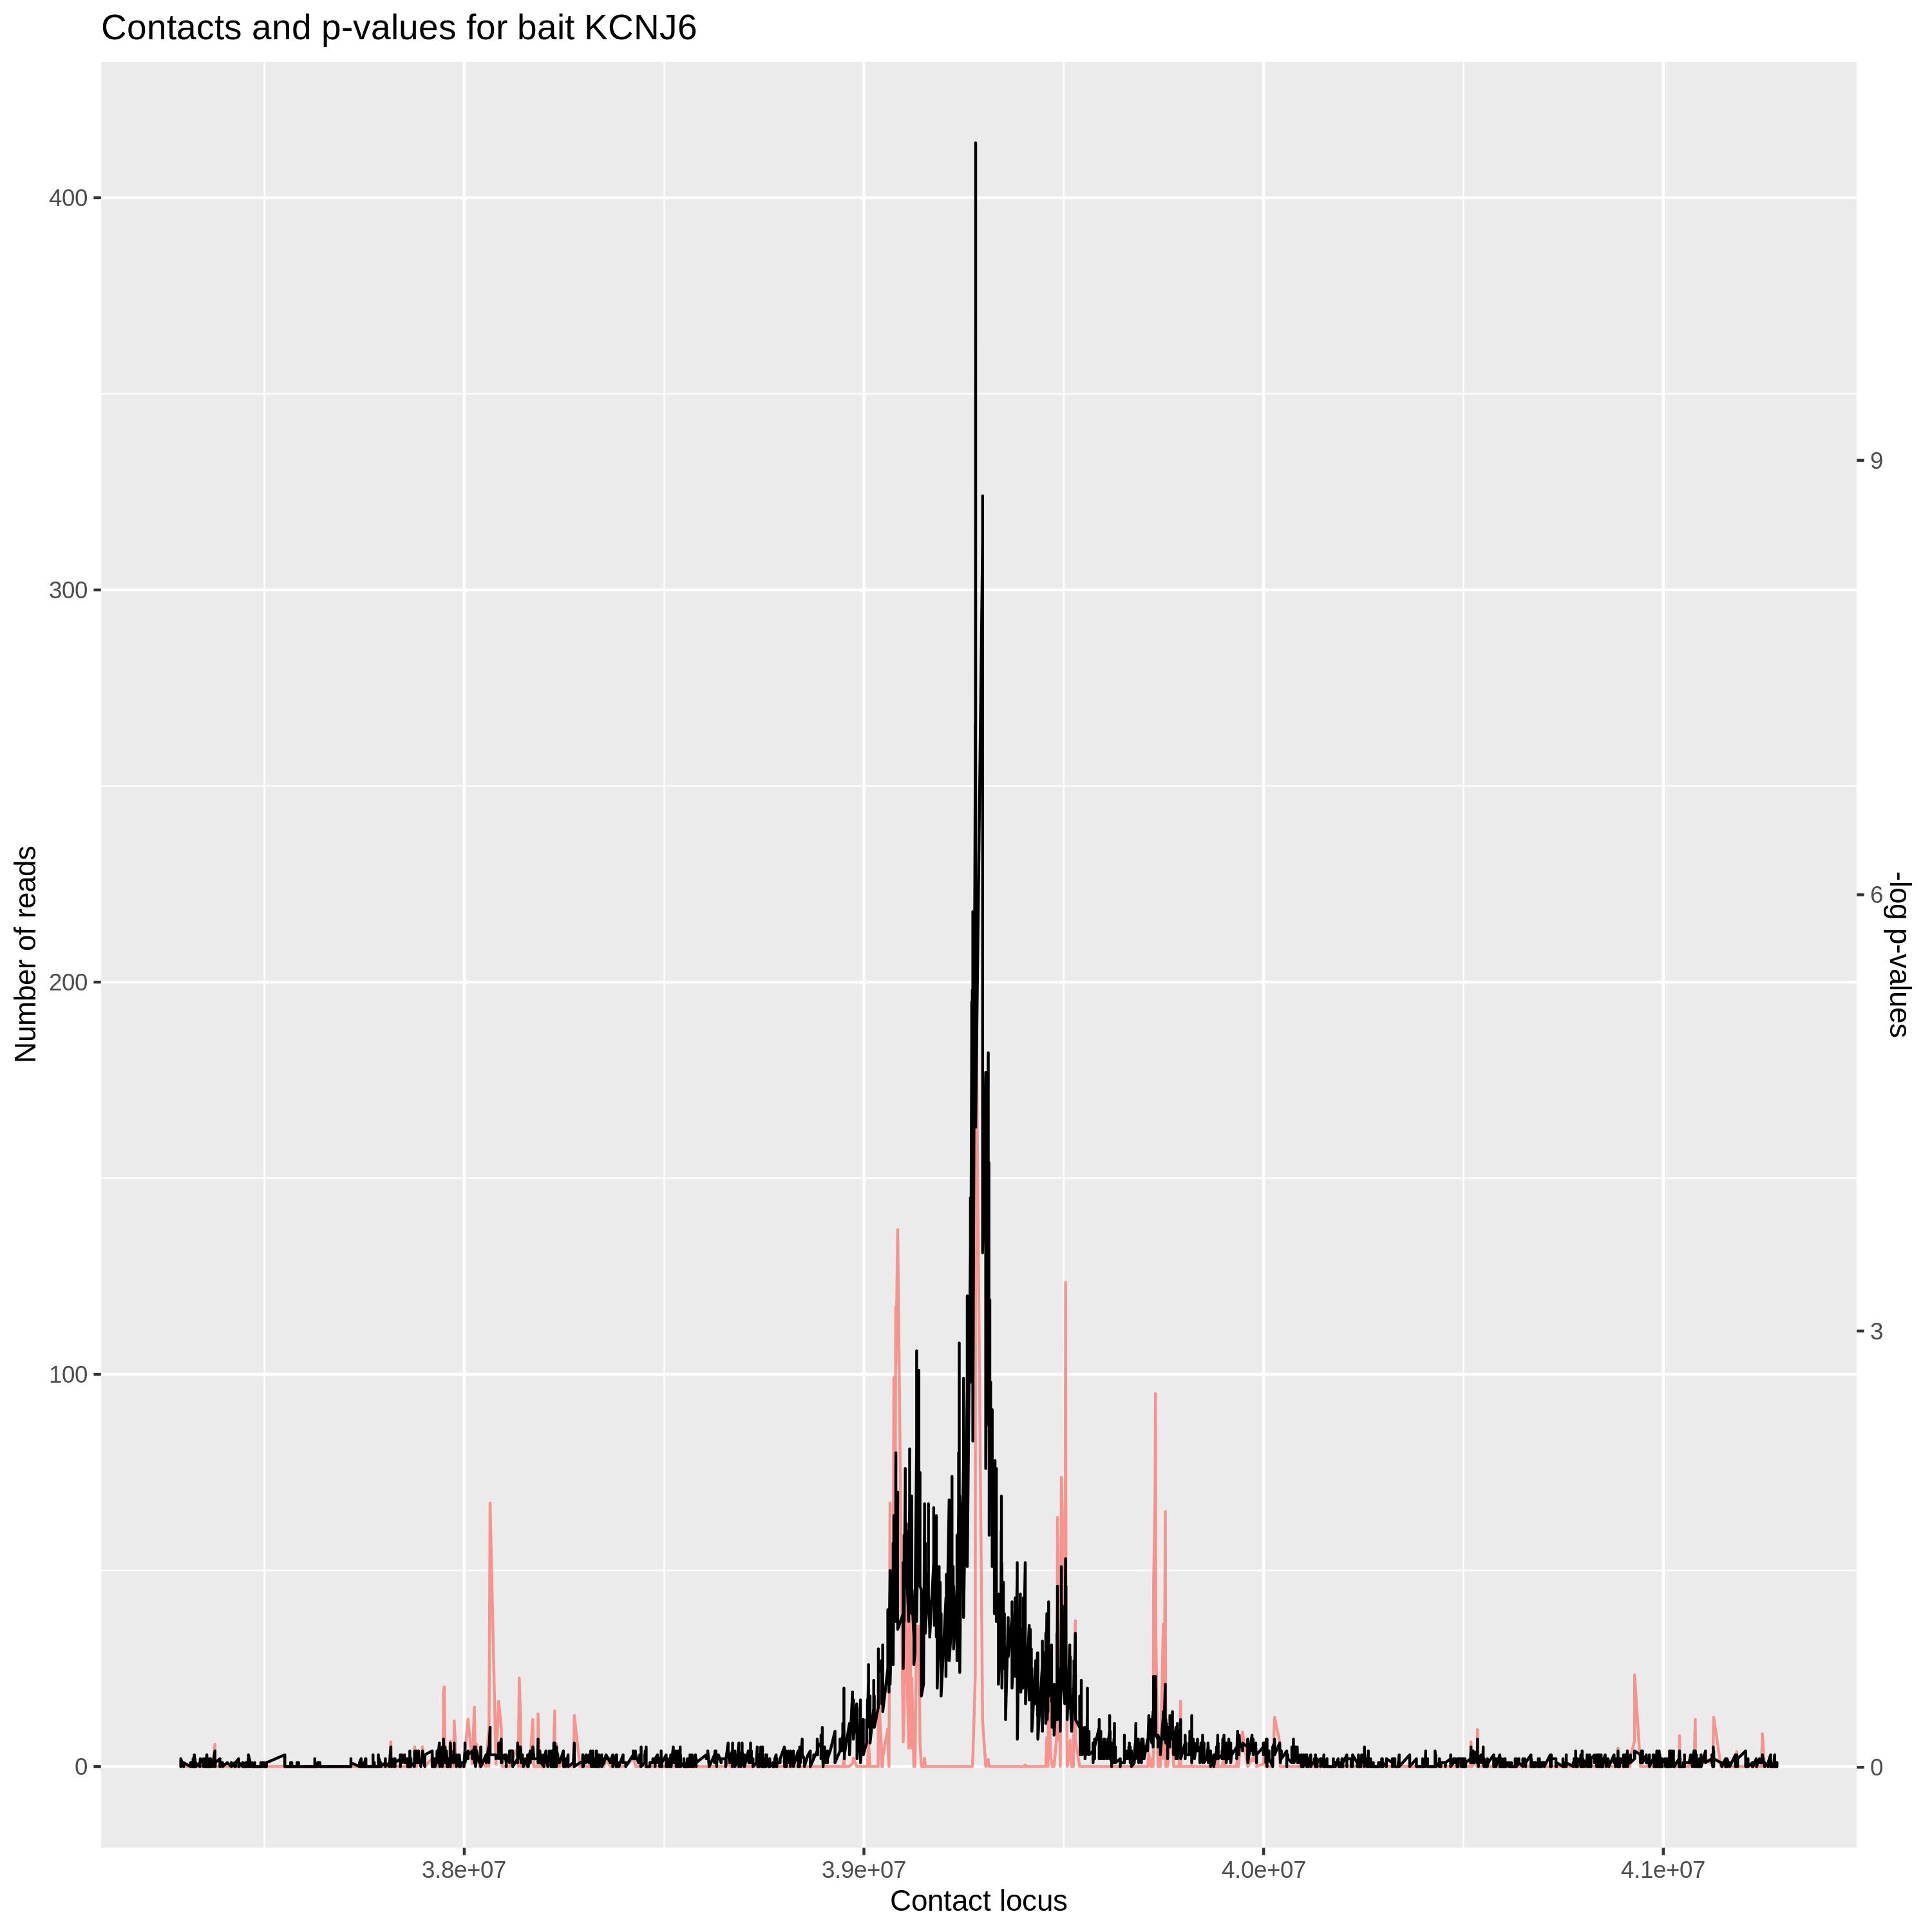 Contacts and p-values for bait KCNJ6
Number of reads
400
300
200
100
0
9
6
3
0
-log p-values
3.8e+07 3.9e+07 4.0e+07 4.1e+07
Contact locus